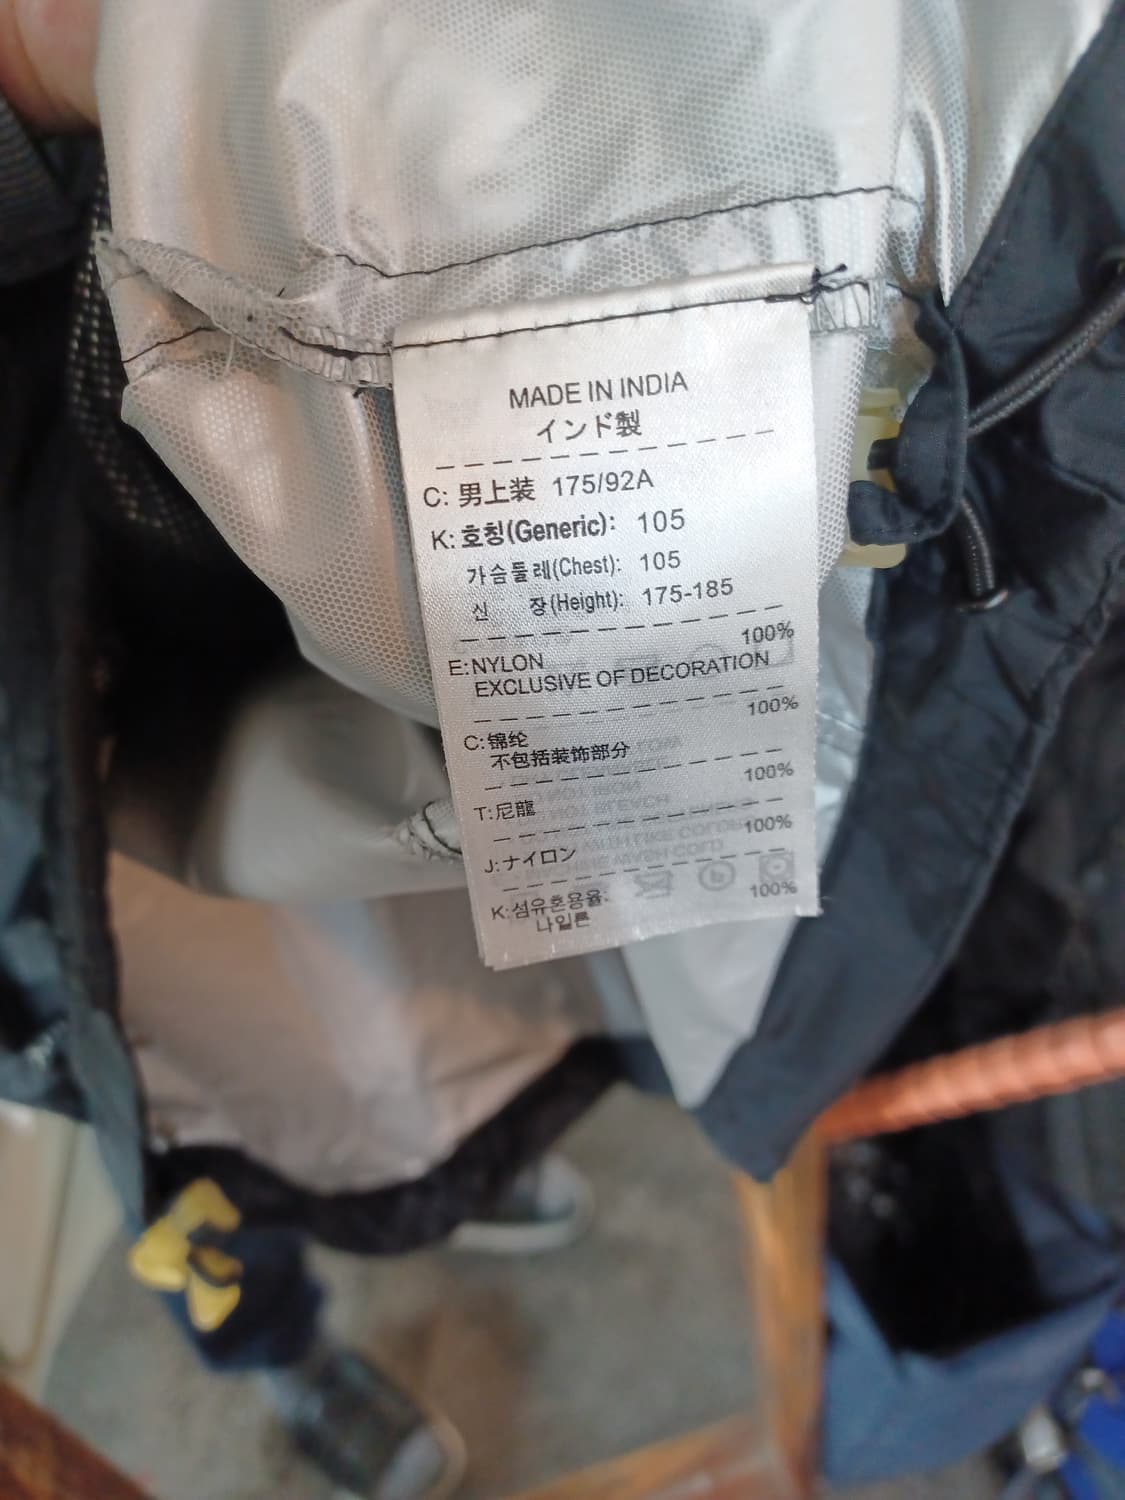 MADE IN INDIA
インド製
C: 男上装 175/92A
K: 호칭(Generic): 105
가슴둘레(Chest): 105
신 장(Height): 175-185
100%
E:NYLON
EXCLUSIVE OF DECORATION
100%
C:锦纶
不包括装饰部分
100%
T:尼龍
100%
J:ナイロン
100%
K:섬유혼용율:
나일론